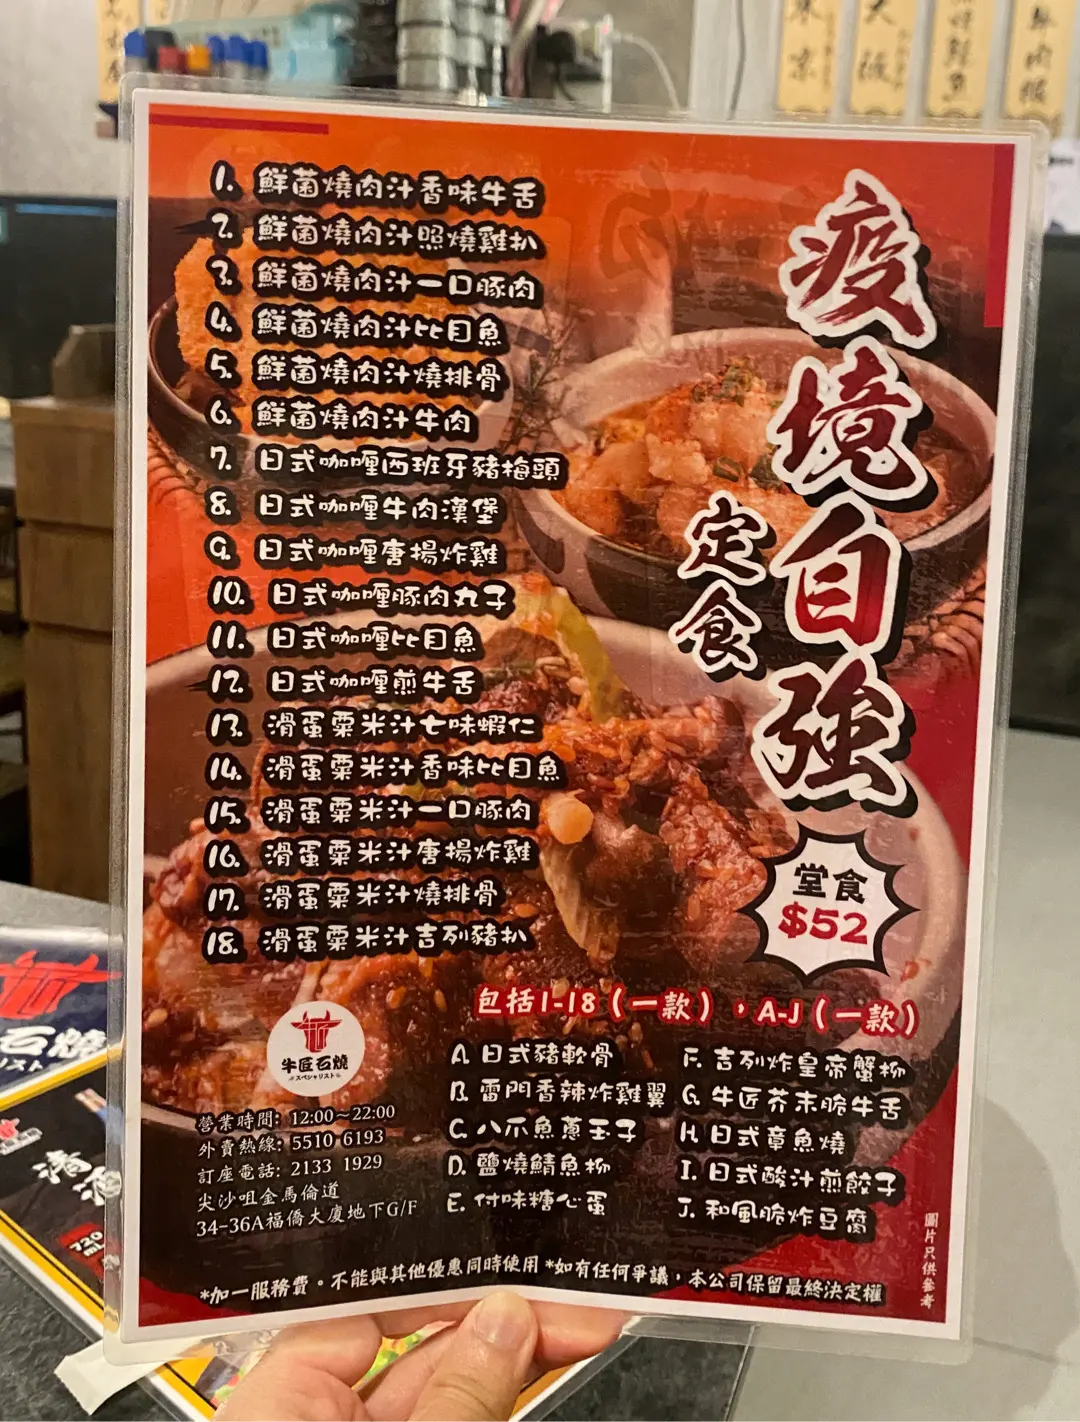 疫境自強
定食
堂食
$52
1. 鮮菌燒肉汁香味牛舌
2. 鮮菌燒肉汁照燒雞扒
3. 鮮菌燒肉汁一口豚肉
4. 鮮菌燒肉汁比目魚
5. 鮮菌燒肉汁燒排骨
6. 鮮菌燒肉汁牛肉
7. 日式咖喱西班牙豬梅頭
8. 日式咖喱牛肉漢堡
9. 日式咖喱唐揚炸雞
10. 日式咖喱豚肉丸子
11. 日式咖喱比目魚
12. 日式咖喱煎牛舌
13. 滑蛋粟米汁七味蝦仁
14. 滑蛋粟米汁香味比目魚
15. 滑蛋粟米汁一口豚肉
16. 滑蛋粟米汁唐揚炸雞
17. 滑蛋粟米汁燒排骨
18. 滑蛋粟米汁吉列豬扒
包括1-18（一款），A-J（一款）
A. 日式豬軟骨
B. 雷門香辣炸雞翼
C. 八爪魚蔥玉子
D. 鹽燒鯖魚柳
E. 付味糖心蛋
F. 吉列炸皇帝蟹柳
G. 牛匠芥末脆牛舌
H. 日式章魚燒
I. 日式酸汁煎餃子
J. 和風脆炸豆腐
牛匠石燒
スペシャリスト
營業時間: 12:00~22:00
外賣熱線: 5510 6193
訂座電話: 2133 1929
尖沙咀金馬倫道
34-36A福僑大廈地下G/F
*加一服務費。不能與其他優惠同時使用 *如有任何爭議，本公司保留最終決定權
圖片只供參考
石燒
720
mL